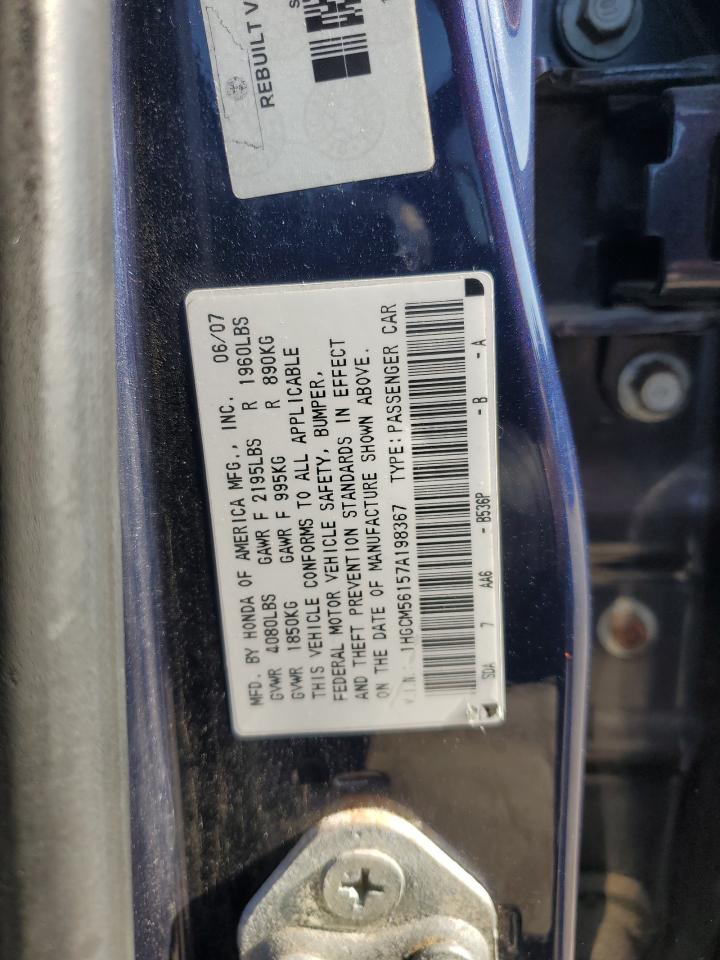 REBUILT V
MFD. BY HONDA OF AMERICA MFG., INC. 06/07
GVWR 4080LBS GAWR F 2195LBS R 1960LBS
GVWR 1850KG GAWR F 995KG R 890KG
THIS VEHICLE CONFORMS TO ALL APPLICABLE
FEDERAL MOTOR VEHICLE SAFETY, BUMPER,
AND THEFT PREVENTION STANDARDS IN EFFECT
ON THE DATE OF MANUFACTURE SHOWN ABOVE.
V.I.N.: 1HGCM56157A198367 TYPE: PASSENGER CAR
SDA 7 AA6 - B536P - B - A